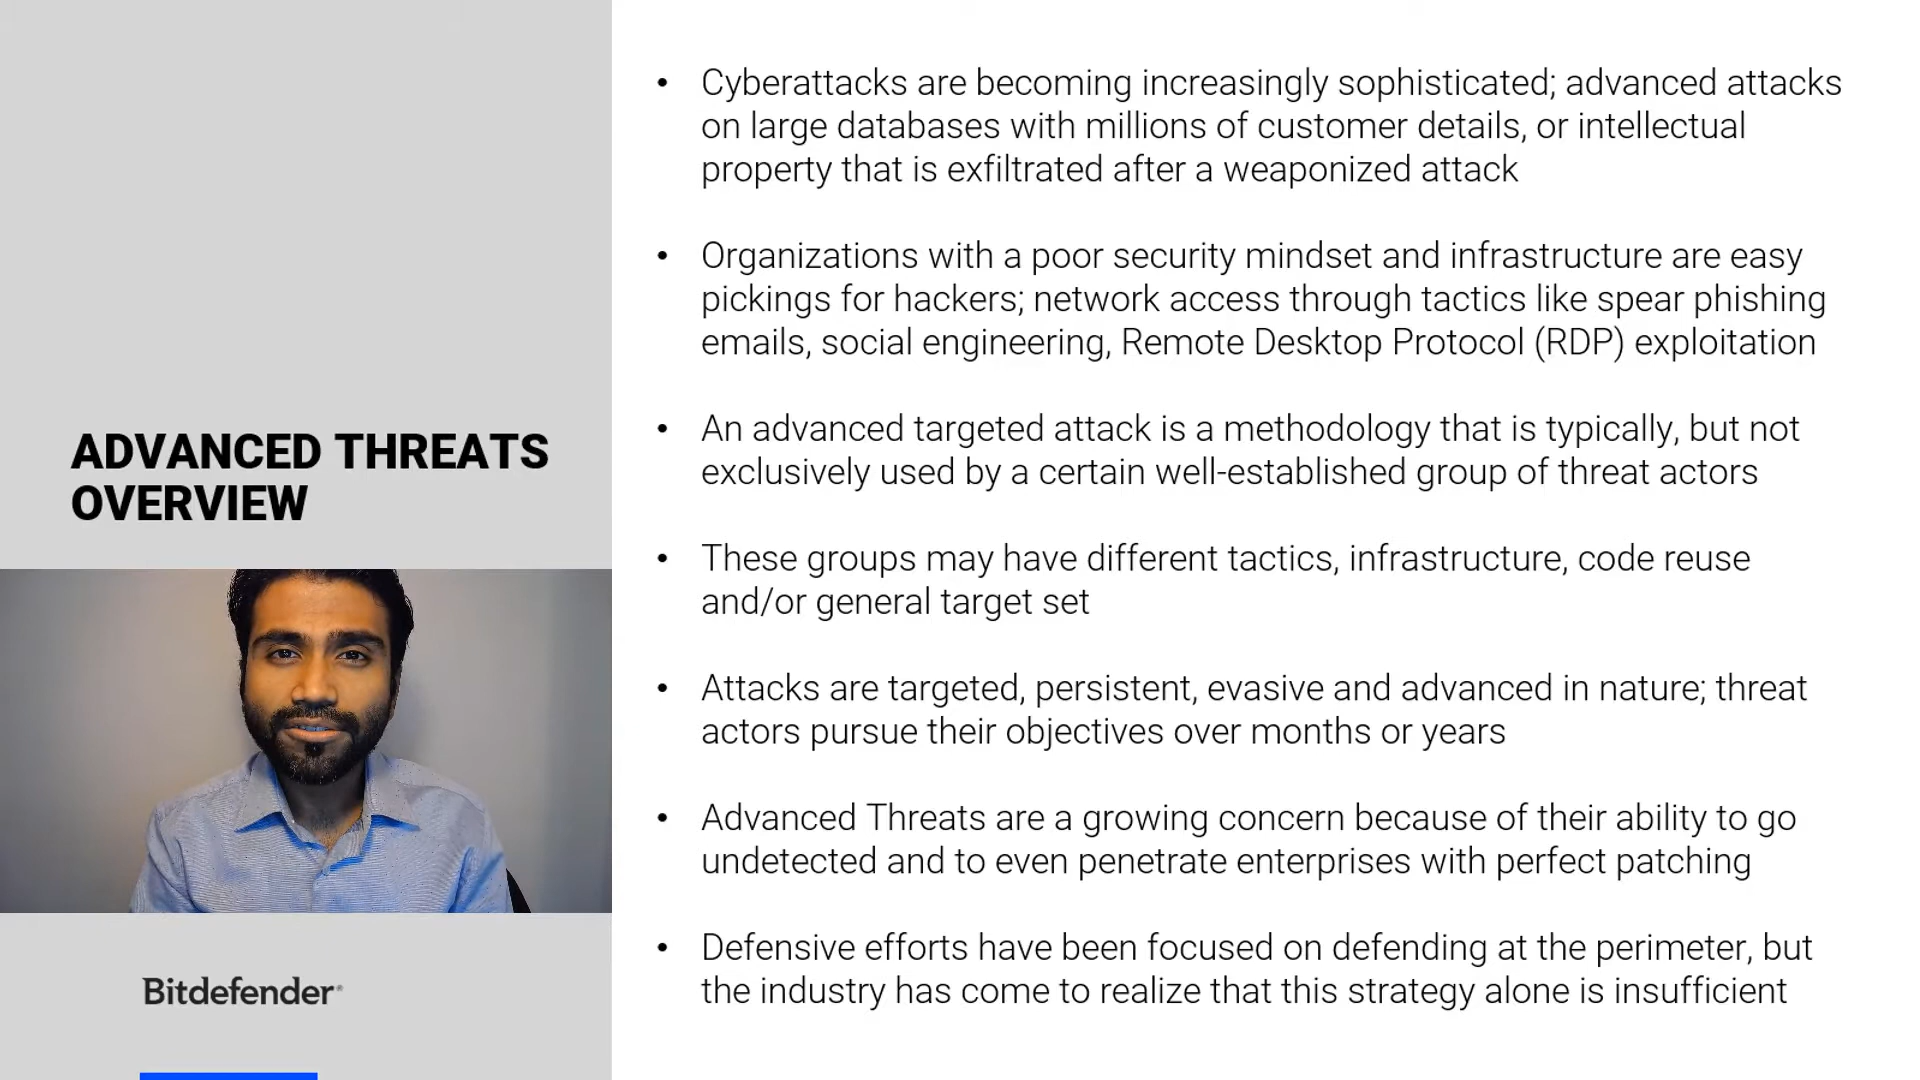 ADVANCED THREATS
OVERVIEW
Bitdefender®
• Cyberattacks are becoming increasingly sophisticated; advanced attacks
on large databases with millions of customer details, or intellectual
property that is exfiltrated after a weaponized attack
• Organizations with a poor security mindset and infrastructure are easy
pickings for hackers; network access through tactics like spear phishing
emails, social engineering, Remote Desktop Protocol (RDP) exploitation
• An advanced targeted attack is a methodology that is typically, but not
exclusively used by a certain well-established group of threat actors
• These groups may have different tactics, infrastructure, code reuse
and/or general target set
• Attacks are targeted, persistent, evasive and advanced in nature; threat
actors pursue their objectives over months or years
• Advanced Threats are a growing concern because of their ability to go
undetected and to even penetrate enterprises with perfect patching
• Defensive efforts have been focused on defending at the perimeter, but
the industry has come to realize that this strategy alone is insufficient